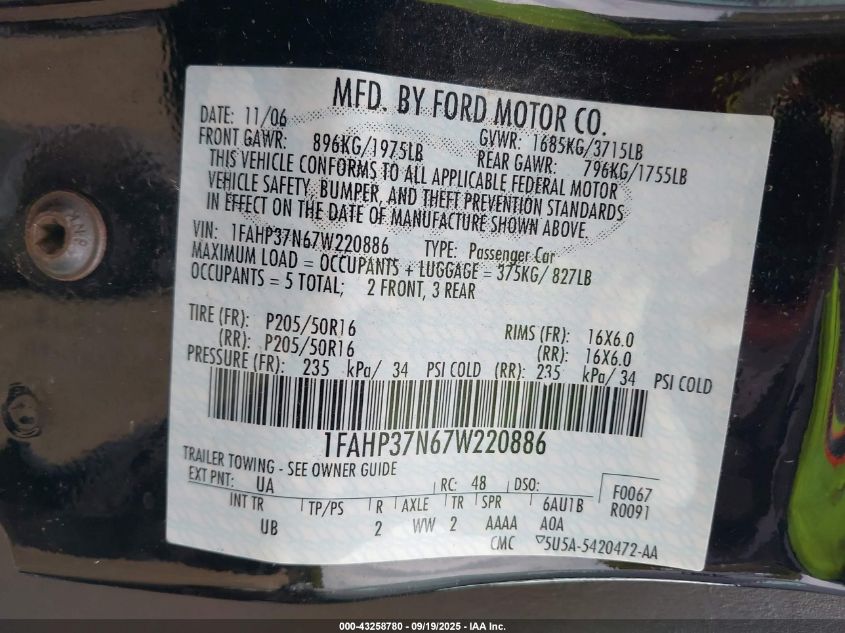 MFD. BY FORD MOTOR CO.
DATE: 11/06 GVWR: 1685KG/3715LB
FRONT GAWR: 896KG/1975LB REAR GAWR: 796KG/1755LB
THIS VEHICLE CONFORMS TO ALL APPLICABLE FEDERAL MOTOR
VEHICLE SAFETY, BUMPER, AND THEFT PREVENTION STANDARDS
IN EFFECT ON THE DATE OF MANUFACTURE SHOWN ABOVE.
VIN: 1FAHP37N67W220886 TYPE: Passenger Car
MAXIMUM LOAD = OCCUPANTS + LUGGAGE = 375KG/ 827LB
OCCUPANTS = 5 TOTAL; 2 FRONT, 3 REAR
TIRE (FR): P205/50R16 RIMS (FR): 16X6.0
(RR): P205/50R16 (RR): 16X6.0
PRESSURE (FR): 235 kPa/ 34 PSI COLD (RR): 235 kPa/ 34 PSI COLD
1FAHP37N67W220886
TRAILER TOWING - SEE OWNER GUIDE
EXT PNT: UA RC: 48 DSO: F0067
INT TR TP/PS R AXLE TR SPR 6AU1B R0091
UB 2 WW 2 AAAA A0A
CMC 5U5A-5420472-AA
000-43258780 - 09/19/2025 - IAA Inc.